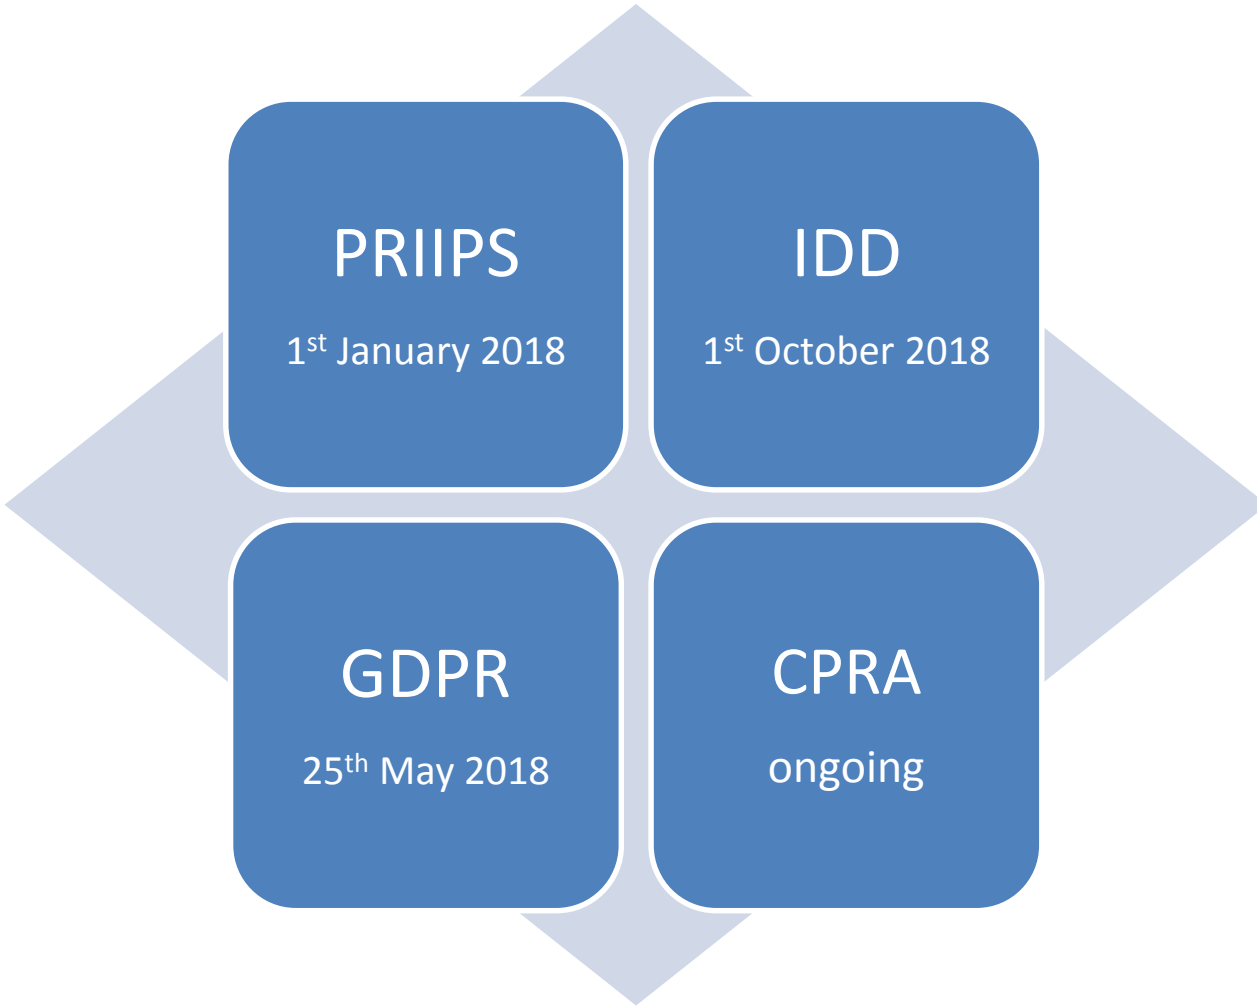 PRIIPS
1st January 2018
IDD
1st October 2018
GDPR
25th May 2018
CPRA
ongoing